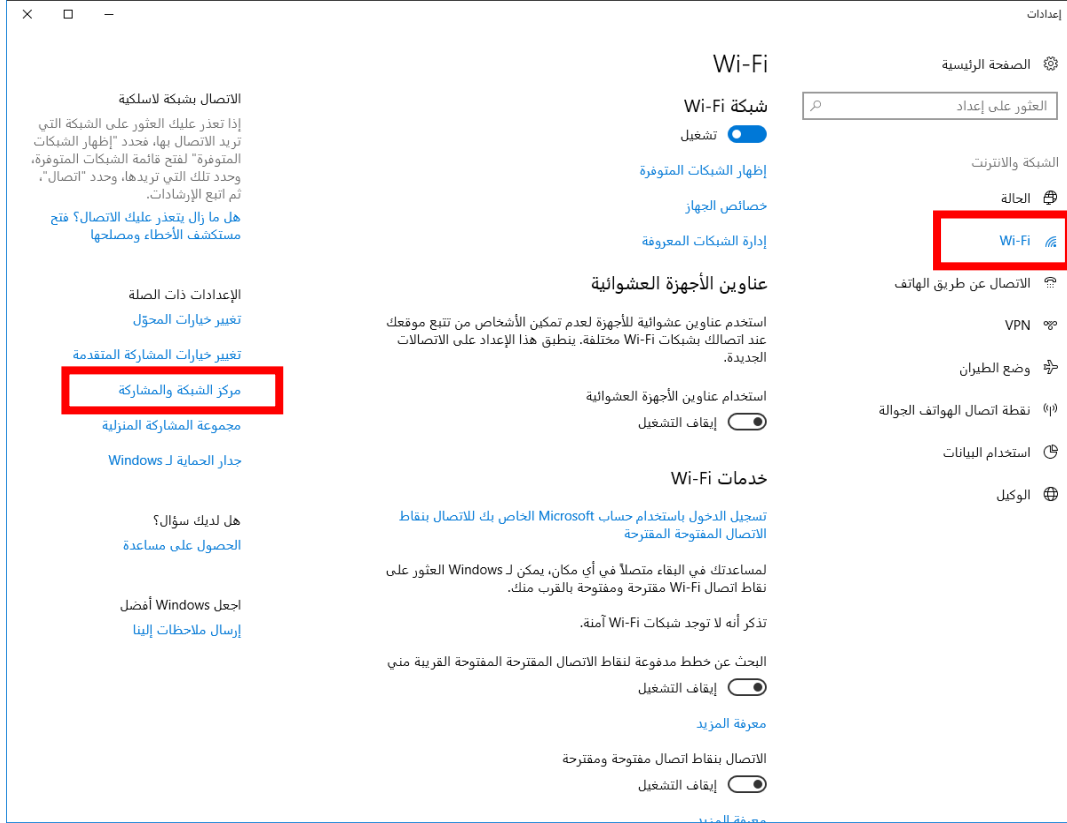 إعدادات
الصفحة الرئيسية
العثور على إعداد
الشبكة والانترنت
الحالة
Wi-Fi
الاتصال عن طريق الهاتف
VPN
وضع الطيران
نقطة اتصال الهواتف الجوالة
استخدام البيانات
الوكيل
Wi-Fi
شبكة Wi-Fi
تشغيل
إظهار الشبكات المتوفرة
خصائص الجهاز
إدارة الشبكات المعروفة
عناوين الأجهزة العشوائية
استخدم عناوين عشوائية للأجهزة لعدم تمكين الأشخاص من تتبع موقعك
عند اتصالك بشبكات Wi-Fi مختلفة. ينطبق هذا الإعداد على الاتصالات
الجديدة.
استخدام عناوين الأجهزة العشوائية
إيقاف التشغيل
خدمات Wi-Fi
تسجيل الدخول باستخدام حساب Microsoft الخاص بك للاتصال بنقاط
الاتصال المفتوحة المقترحة
لمساعدتك في البقاء متصلاً في أي مكان، يمكن لـ Windows العثور على
نقاط اتصال Wi-Fi مقترحة ومفتوحة بالقرب منك.
تذكر أنه لا توجد شبكات Wi-Fi آمنة.
البحث عن خطط مدفوعة لنقاط الاتصال المقترحة المفتوحة القريبة مني
إيقاف التشغيل
معرفة المزيد
الاتصال بنقاط اتصال مفتوحة ومقترحة
إيقاف التشغيل
معرفة المزيد
الاتصال بشبكة لاسلكية
إذا تعذر عليك العثور على الشبكة التي
تريد الاتصال بها، فحدد "إظهار الشبكات
المتوفرة" لفتح قائمة الشبكات المتوفرة،
وحدد تلك التي تريدها، وحدد "اتصال"،
ثم اتبع الإرشادات.
هل ما زال يتعذر عليك الاتصال؟ فتح
مستكشف الأخطاء ومصلحها
الإعدادات ذات الصلة
تغيير خيارات المحوّل
تغيير خيارات المشاركة المتقدمة
مركز الشبكة والمشاركة
مجموعة المشاركة المنزلية
جدار الحماية لـ Windows
هل لديك سؤال؟
الحصول على مساعدة
اجعل Windows أفضل
إرسال ملاحظات إلينا